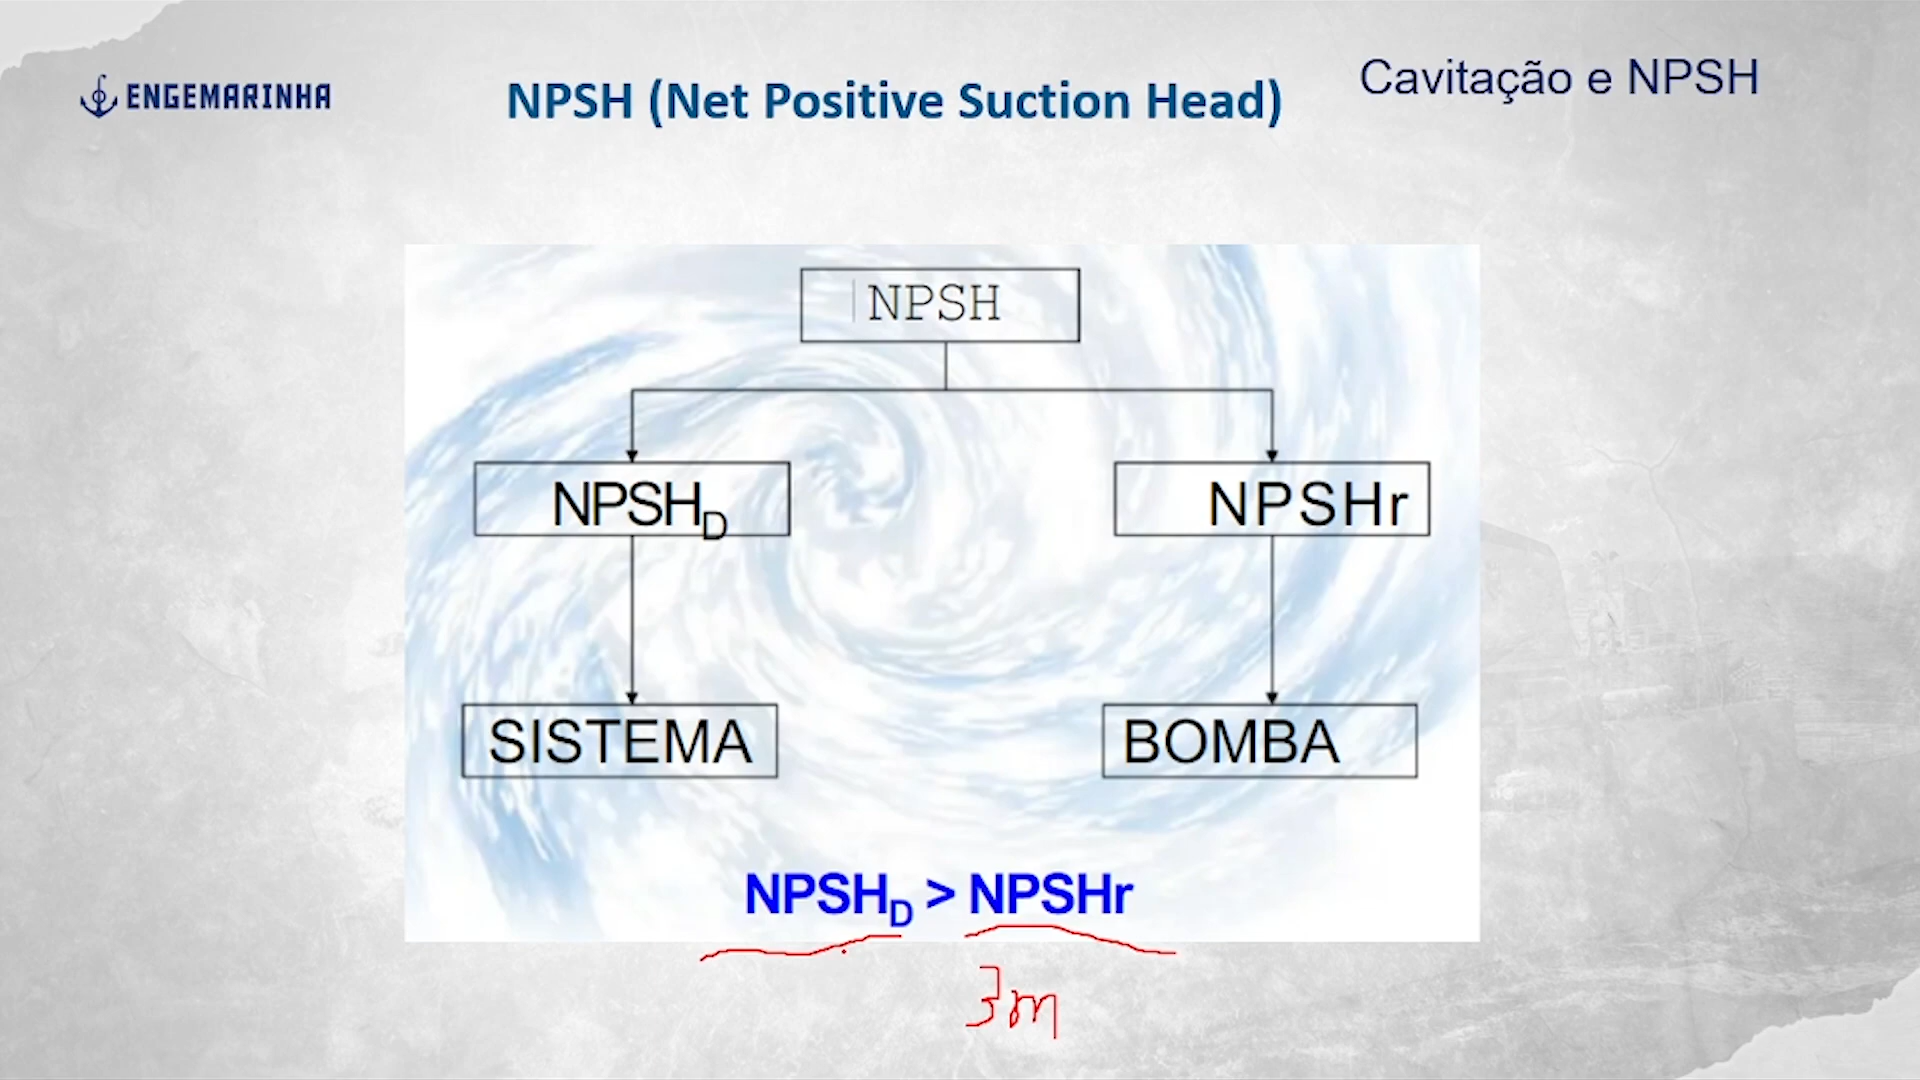 ENGEMARINHA
NPSH (Net Positive Suction Head)
Cavitação e NPSH
NPSH
NPSHD
NPSHr
SISTEMA
BOMBA
NPSHD > NPSHr
3m